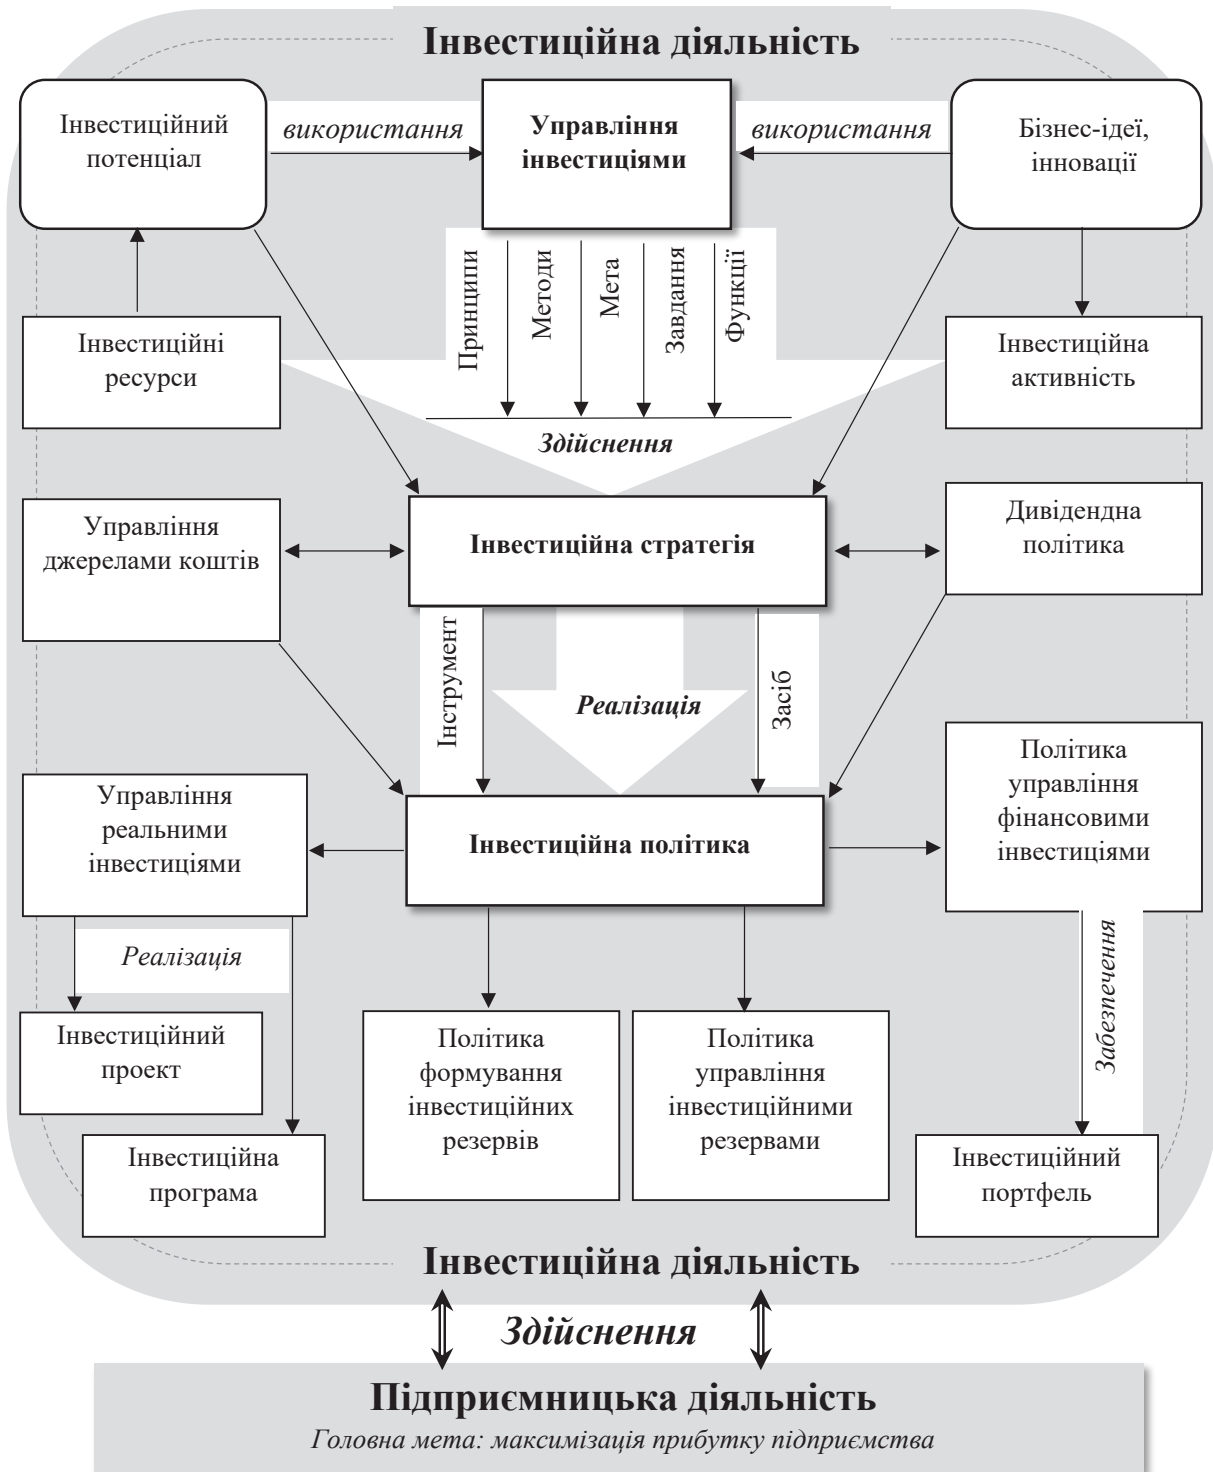 Інвестиційна діяльність
Інвестиційний
потенціал
використання
Управління
інвестиціями
використання
Бізнес-ідеї,
інновації
Принципи
Методи
Мета
Завдання
Функції
Інвестиційні
ресурси
Інвестиційна
активність
Здійснення
Управління
джерелами коштів
Інвестиційна стратегія
Дивідендна
політика
Інструмент
Реалізація
Засіб
Управління
реальними
інвестиціями
Інвестиційна політика
Політика
управління
фінансовими
інвестиціями
Реалізація
Забезпечення
Інвестиційний
проект
Політика
формування
інвестиційних
резервів
Політика
управління
інвестиційними
резервами
Інвестиційна
програма
Інвестиційний
портфель
Інвестиційна діяльність
Здійснення
Підприємницька діяльність
Головна мета: максимізація прибутку підприємства